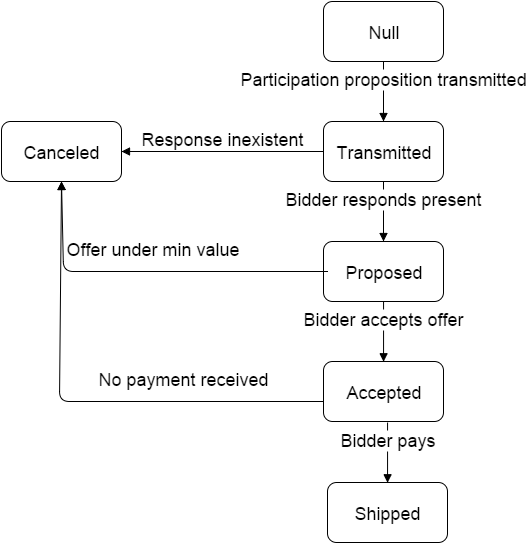 Null
Participation proposition transmitted
Response inexistent
Canceled
Transmitted
Bidder responds present
Offer under min value
Proposed
Bidder accepts offer
No payment received
Accepted
Bidder pays
Shipped